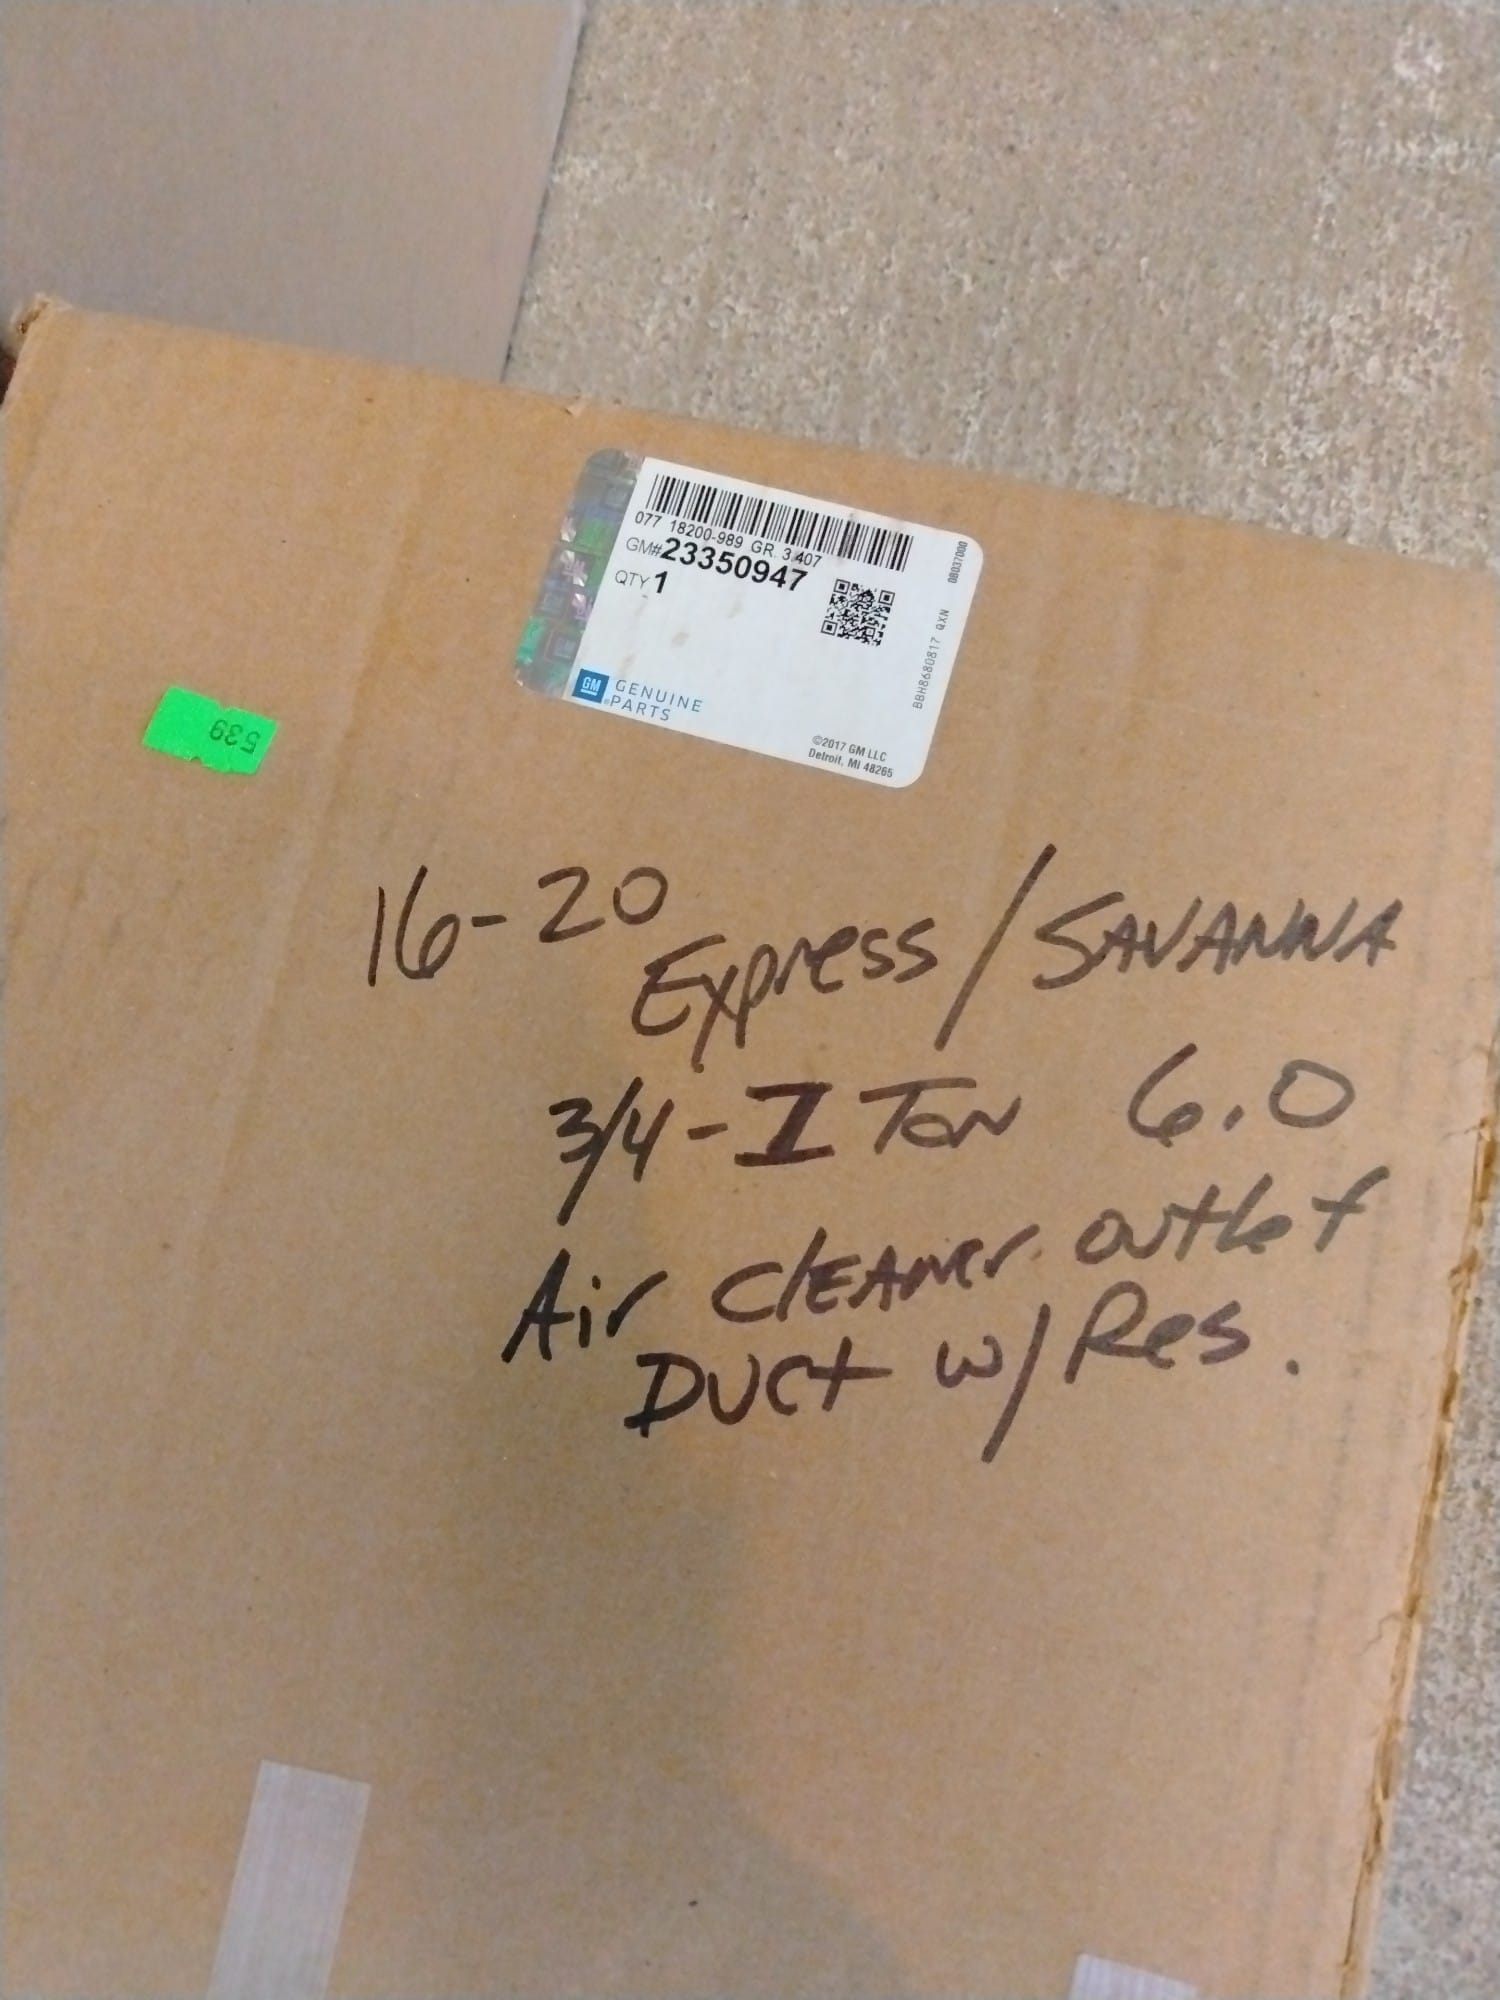 077 18200-989 GR. 3.407
GM#23350947
QTY 1
GM GENUINE
PARTS
©2017 GM LLC
Detroit, MI 48265
BBH8680817 QXN 08037000
539
16-20
Express/SAVANNA
3/4-1 Ton 6.0
Air CLEANER outlet
DUCt w/Res.